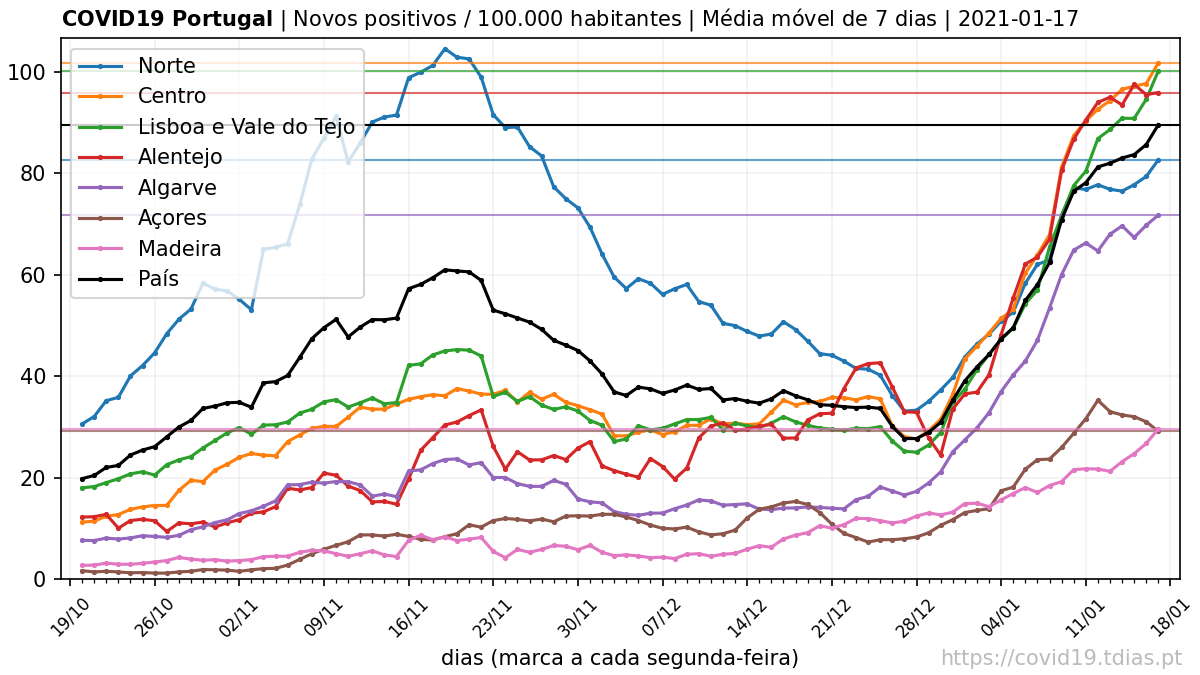 COVID19 Portugal | Novos positivos / 100.000 habitantes | Média móvel de 7 dias | 2021-01-17
Norte
Centro
Lisboa e Vale do Tejo
Alentejo
Algarve
Açores
Madeira
País
100
80
60
40
20
0
19/10
26/10
02/11
09/11
16/11
23/11
30/11
07/12
14/12
21/12
28/12
04/01
11/01
18/01
dias (marca a cada segunda-feira)
https://covid19.tdias.pt